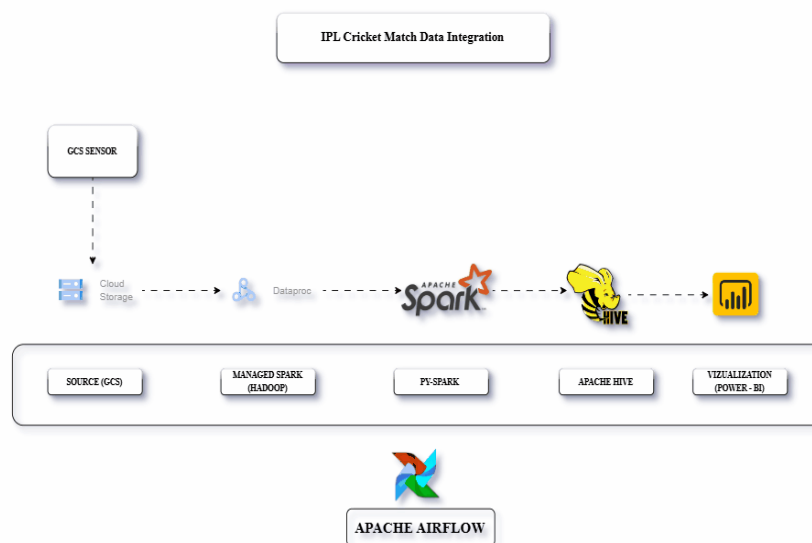 IPL Cricket Match Data Integration
GCS SENSOR
Cloud
Storage
Dataproc
APACHE
Spark
HIVE
SOURCE (GCS)
MANAGED SPARK
(HADOOP)
PY-SPARK
APACHE HIVE
VIZUALIZATION
(POWER - BI)
APACHE AIRFLOW